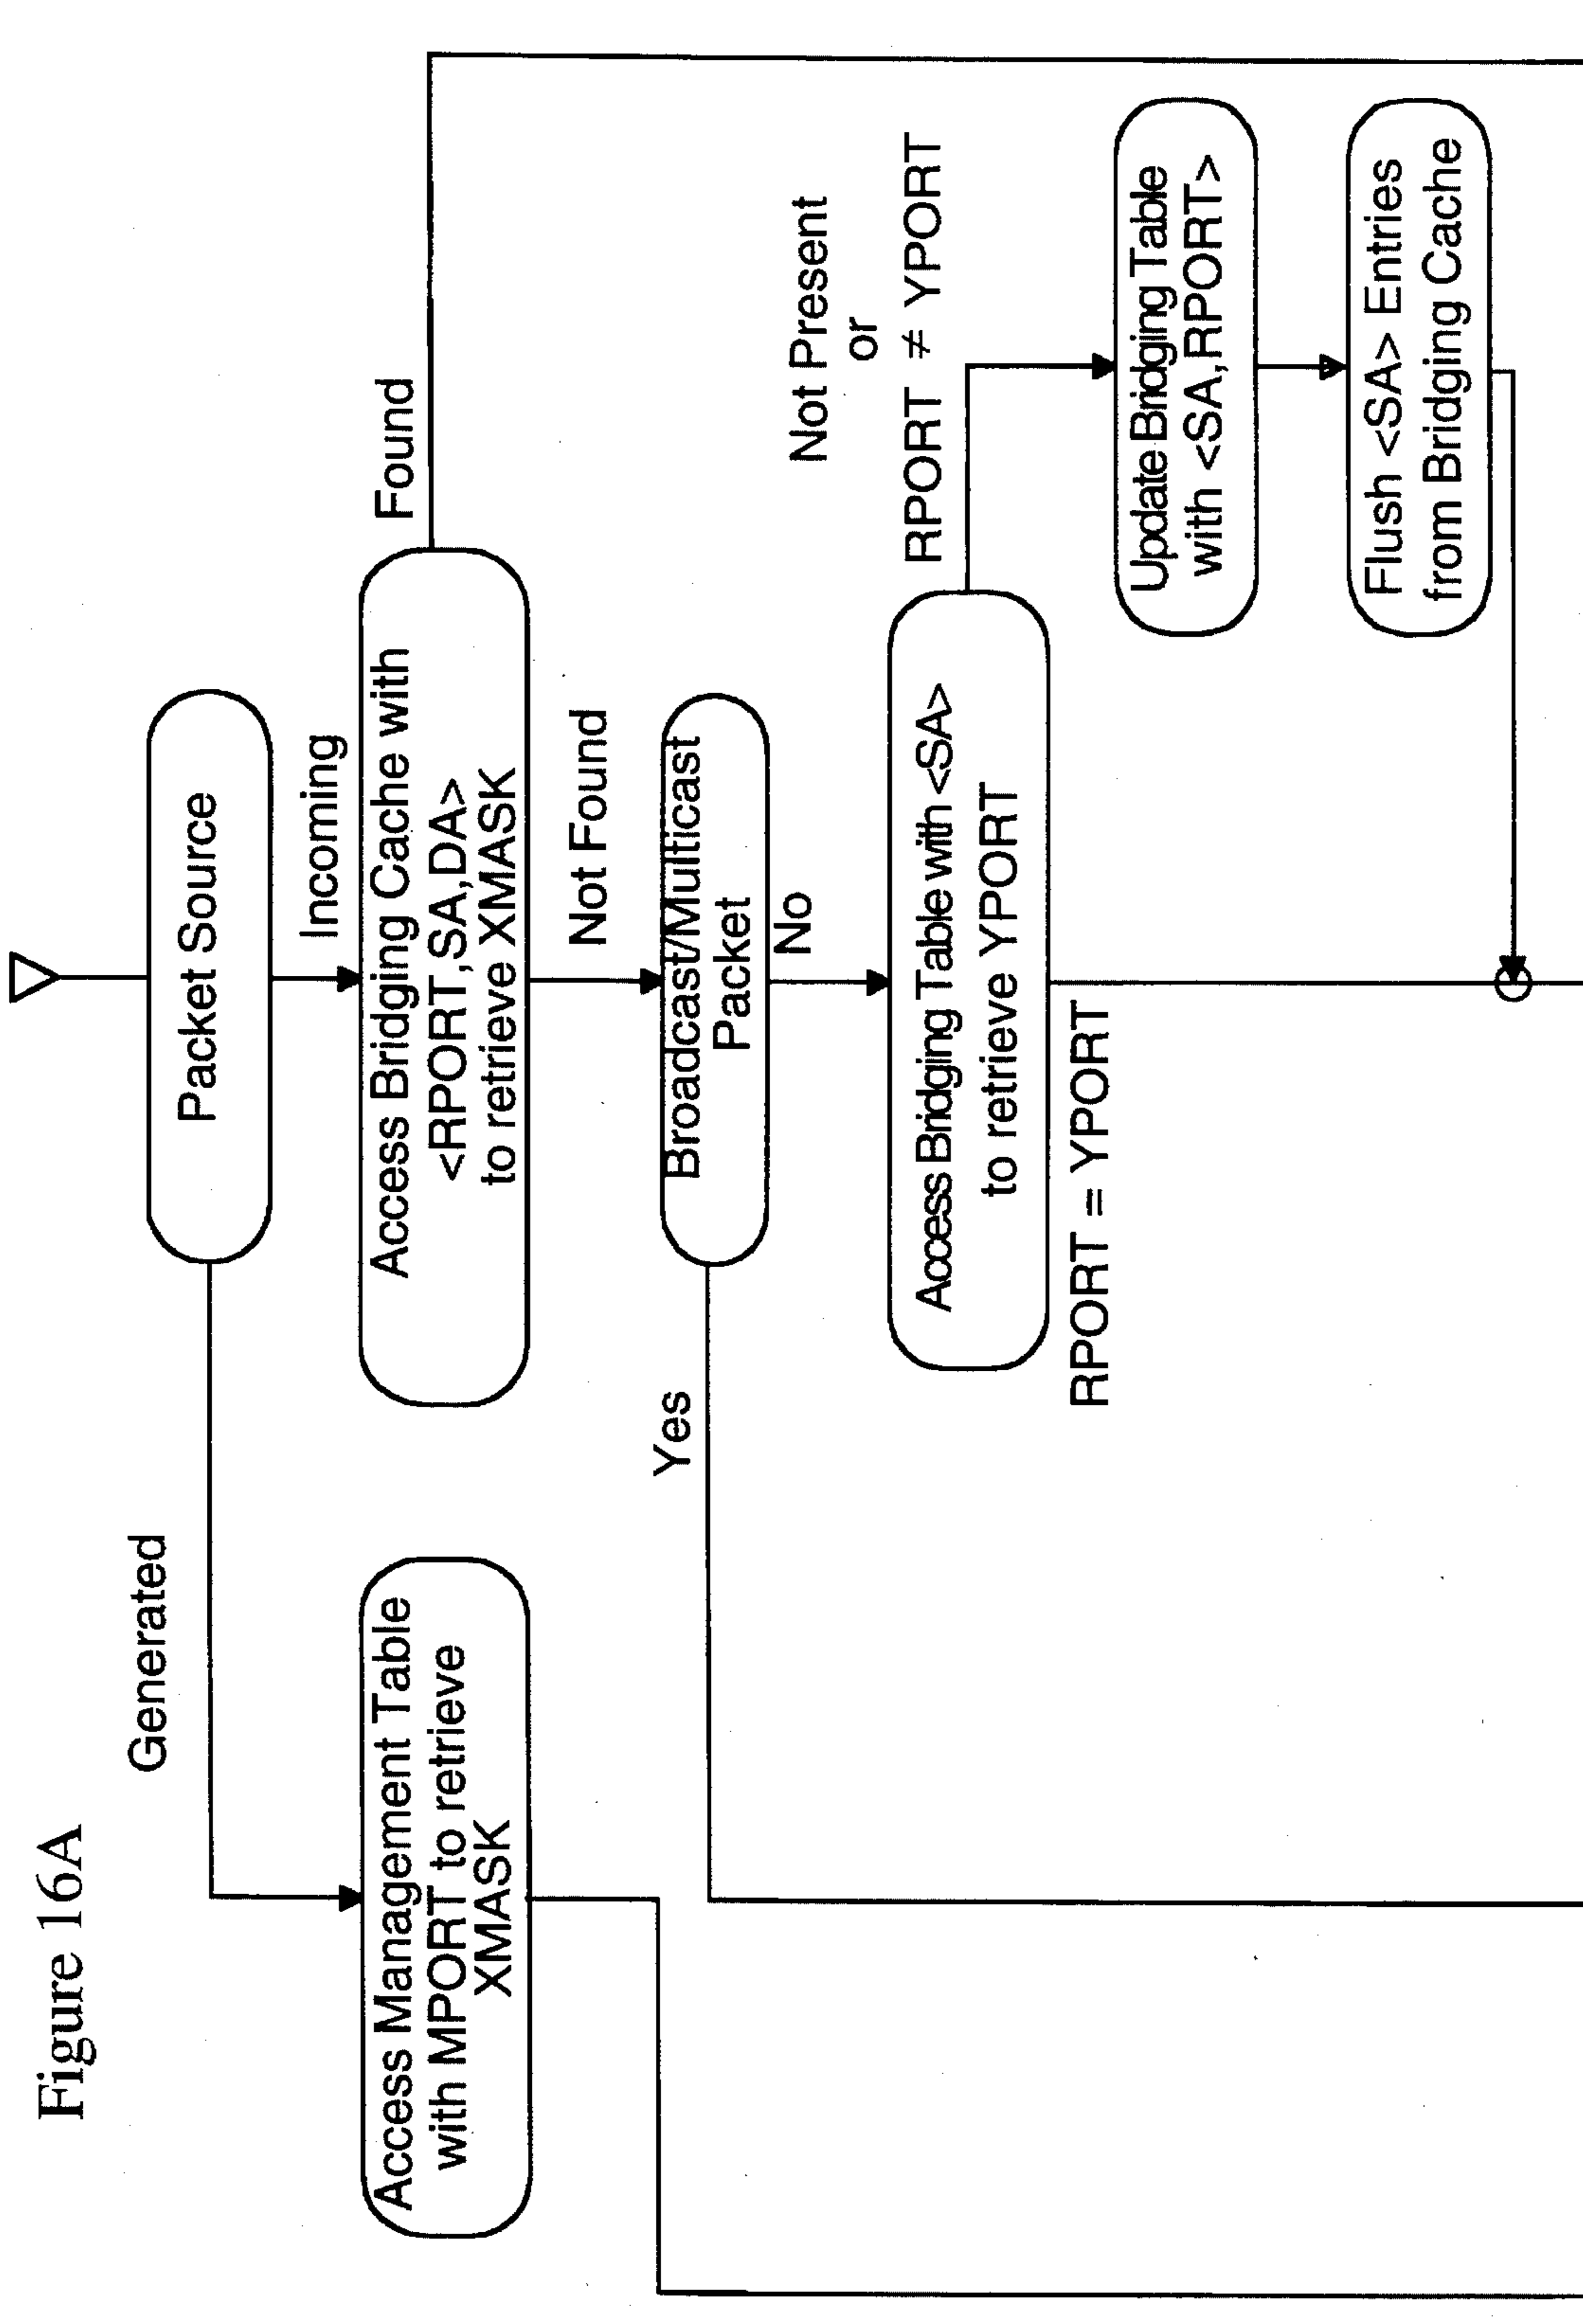 Figure 16A
Packet Source
Generated
Incoming
Access Management Table
with MPORT to retrieve
XMASK
Access Bridging Cache with
<RPORT,SA,DA>
to retrieve XMASK
Found
Not Found
Broadcast/Multicast
Packet
Yes
No
Access Bridging Table with <SA>
to retrieve YPORT
Not Present
or
RPORT ≠ YPORT
RPORT = YPORT
Update Bridging Table
with <SA,RPORT>
Flush <SA> Entries
from Bridging Cache